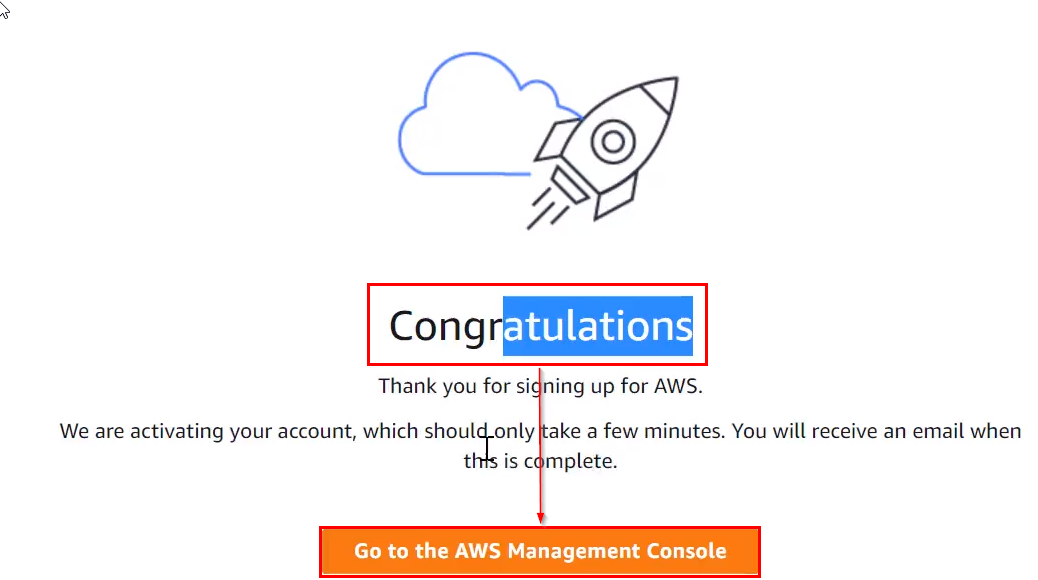 Congratulations
Thank you for signing up for AWS.
We are activating your account, which should only take a few minutes. You will receive an email when
this is complete.
Go to the AWS Management Console